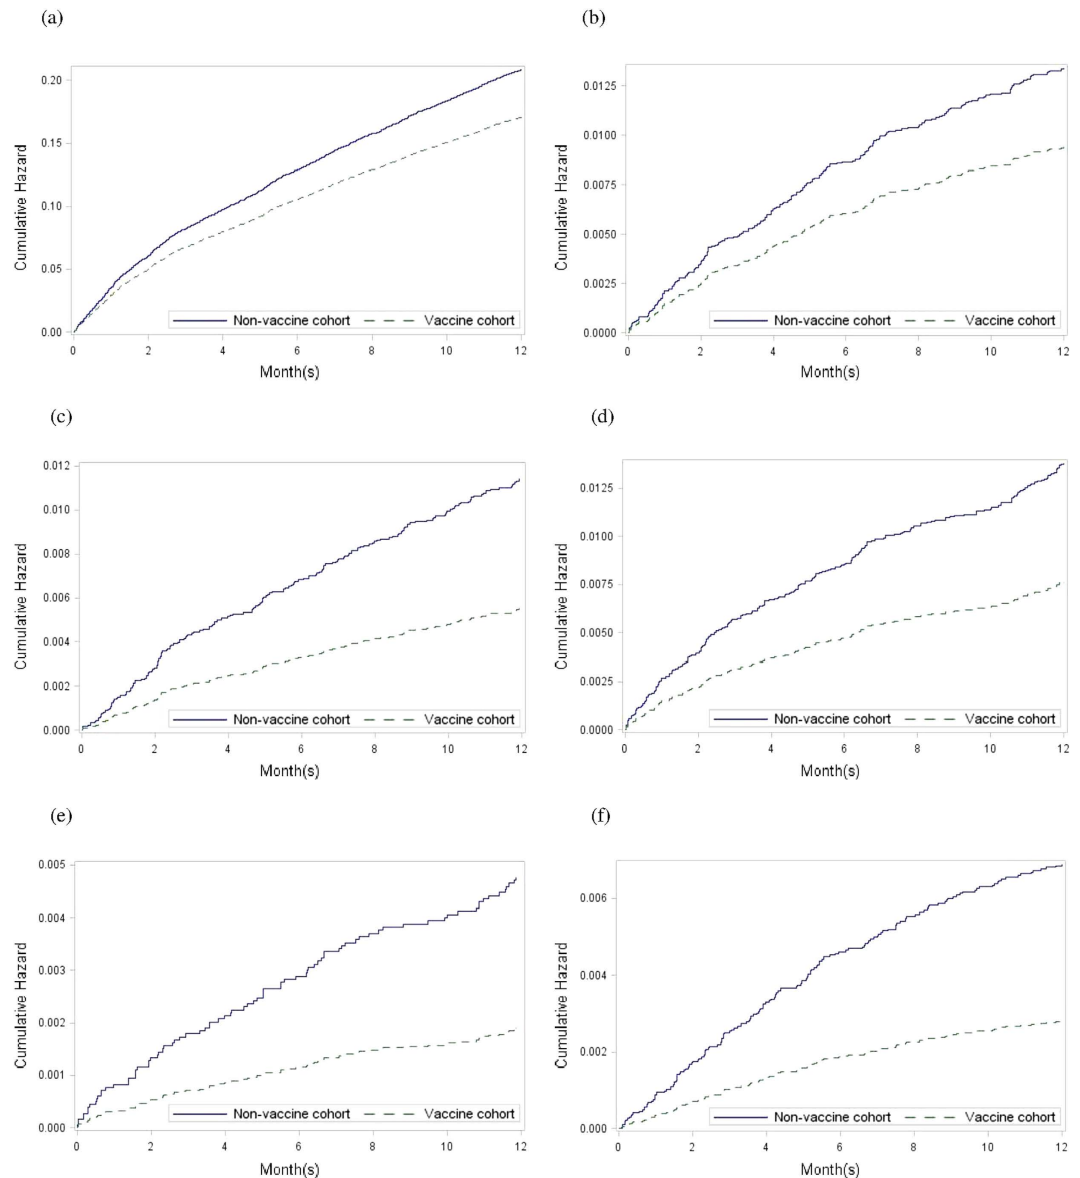 (a)
Cumulative Hazard
0.20
0.15
0.10
0.05
0.00
0 2 4 6 8 10 12
Month(s)
Non-vaccine cohort Vaccine cohort
(b)
Cumulative Hazard
0.0125
0.0100
0.0075
0.0050
0.0025
0.0000
0 2 4 6 8 10 12
Month(s)
Non-vaccine cohort Vaccine cohort
(c)
Cumulative Hazard
0.012
0.010
0.008
0.006
0.004
0.002
0.000
0 2 4 6 8 10 12
Month(s)
Non-vaccine cohort Vaccine cohort
(d)
Cumulative Hazard
0.0125
0.0100
0.0075
0.0050
0.0025
0.0000
0 2 4 6 8 10 12
Month(s)
Non-vaccine cohort Vaccine cohort
(e)
Cumulative Hazard
0.005
0.004
0.003
0.002
0.001
0.000
0 2 4 6 8 10 12
Month(s)
Non-vaccine cohort Vaccine cohort
(f)
Cumulative Hazard
0.006
0.004
0.002
0.000
0 2 4 6 8 10 12
Month(s)
Non-vaccine cohort Vaccine cohort